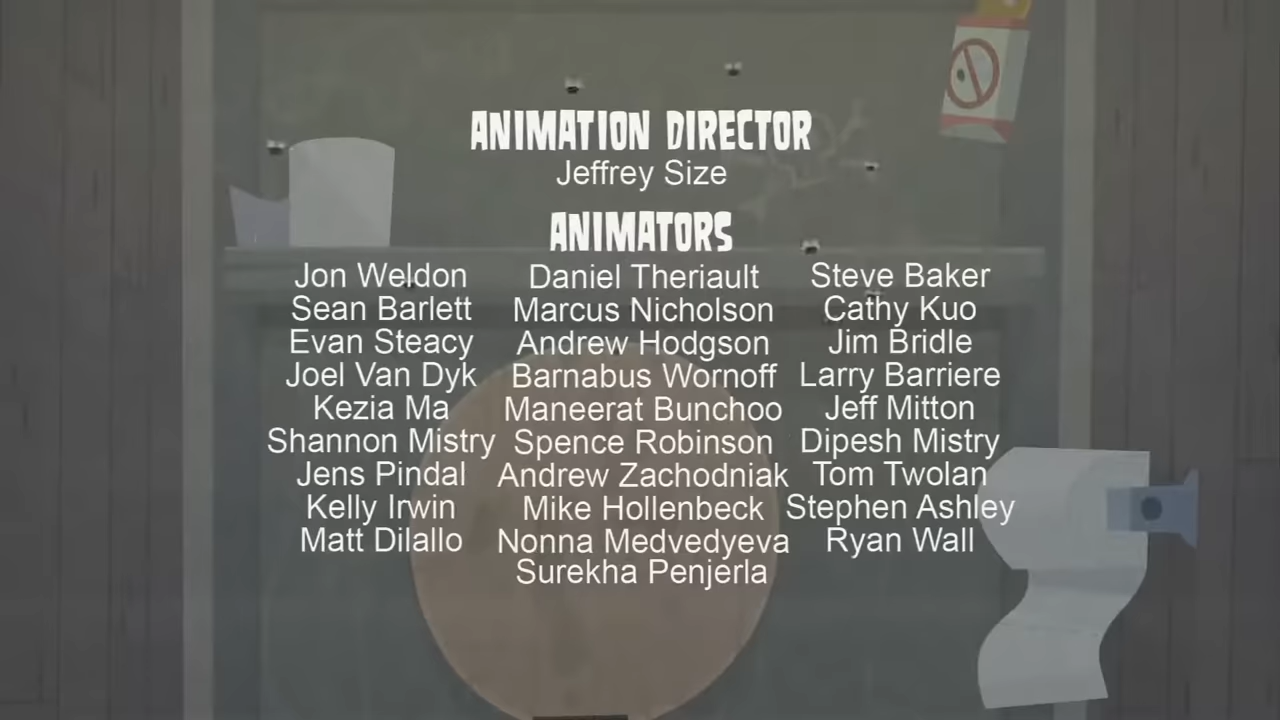 ANIMATION DIRECTOR
Jeffrey Size
ANIMATORS
Jon Weldon
Sean Barlett
Evan Steacy
Joel Van Dyk
Kezia Ma
Shannon Mistry
Jens Pindal
Kelly Irwin
Matt Dilallo
Daniel Theriault
Marcus Nicholson
Andrew Hodgson
Barnabus Wornoff
Maneerat Bunchoo
Spence Robinson
Andrew Zachodniak
Mike Hollenbeck
Nonna Medvedyeva
Surekha Penjerla
Steve Baker
Cathy Kuo
Jim Bridle
Larry Barriere
Jeff Mitton
Dipesh Mistry
Tom Twolan
Stephen Ashley
Ryan Wall